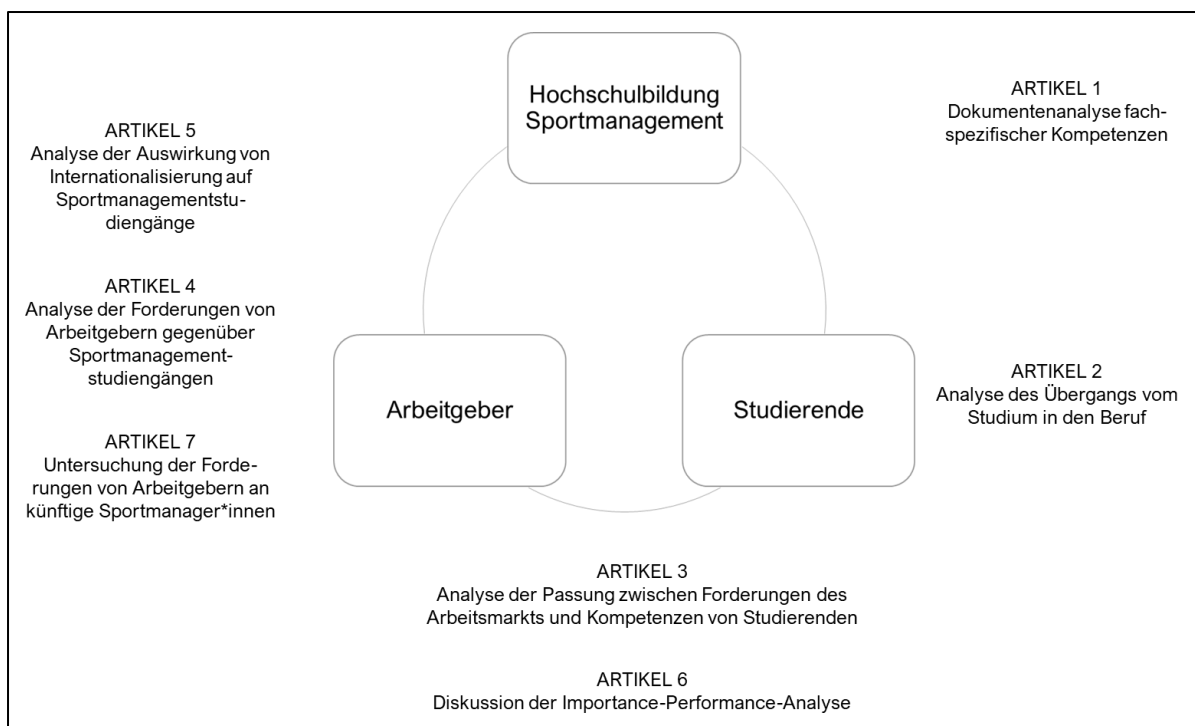 Hochschulbildung
Sportmanagement
ARTIKEL 1
Dokumentenanalyse fach-
spezifischer Kompetenzen
ARTIKEL 5
Analyse der Auswirkung von
Internationalisierung auf
Sportmanagementstu-
diengänge
ARTIKEL 4
Analyse der Forderungen von
Arbeitgebern gegenüber
Sportmanagement-
studiengängen
Arbeitgeber
Studierende
ARTIKEL 2
Analyse des Übergangs vom
Studium in den Beruf
ARTIKEL 7
Untersuchung der Forde-
rungen von Arbeitgebern an
künftige Sportmanager*innen
ARTIKEL 3
Analyse der Passung zwischen Forderungen des
Arbeitsmarkts und Kompetenzen von Studierenden
ARTIKEL 6
Diskussion der Importance-Performance-Analyse